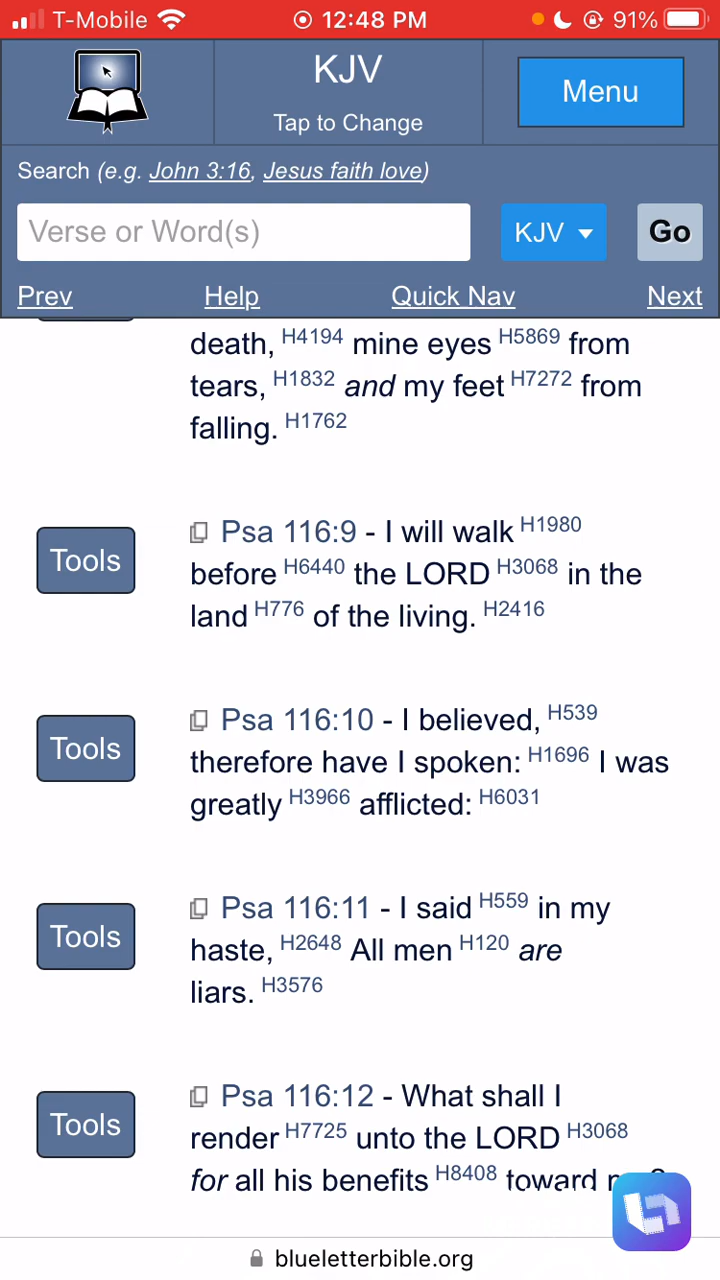 T-Mobile 12:48 PM 91%
KJV
Tap to Change
Menu
Search (e.g. John 3:16, Jesus faith love)
Verse or Word(s) KJV Go
Prev Help Quick Nav Next
death, H4194 mine eyes H5869 from
tears, H1832 and my feet H7272 from
falling. H1762
Tools
Psa 116:9 - I will walk H1980
before H6440 the LORD H3068 in the
land H776 of the living. H2416
Tools
Psa 116:10 - I believed, H539
therefore have I spoken: H1696 I was
greatly H3966 afflicted: H6031
Tools
Psa 116:11 - I said H559 in my
haste, H2648 All men H120 are
liars. H3576
Tools
Psa 116:12 - What shall I
render H7725 unto the LORD H3068
for all his benefits H8408 toward
blueletterbible.org